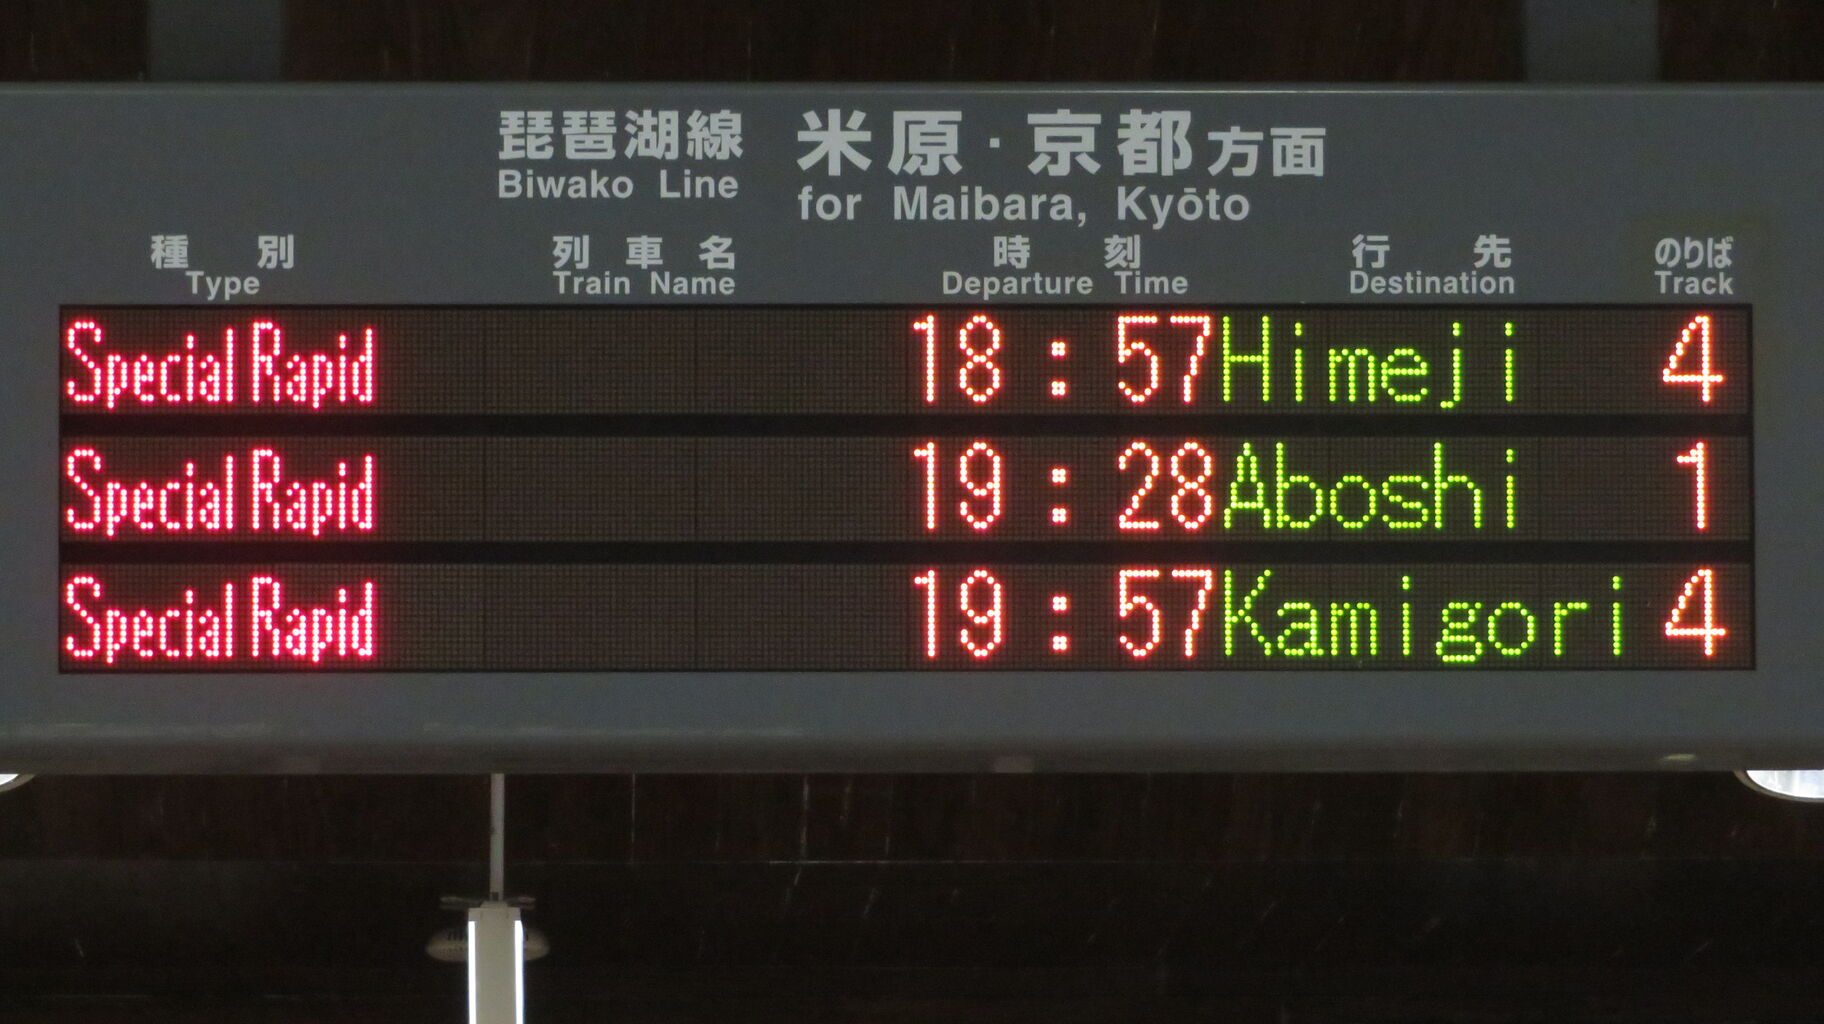 琵琶湖線 米原・京都方面
Biwako Line for Maibara, Kyōto
種別 列車名 時刻 行先 のりば
Type Train Name Departure Time Destination Track
Special Rapid 18:57 Himeji 4
Special Rapid 19:28 Aboshi 1
Special Rapid 19:57 Kamigori 4